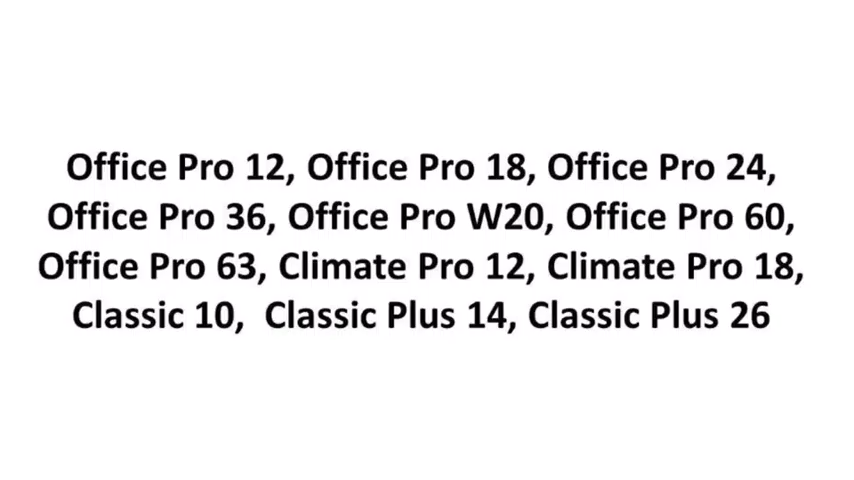 Office Pro 12, Office Pro 18, Office Pro 24,
Office Pro 36, Office Pro W20, Office Pro 60,
Office Pro 63, Climate Pro 12, Climate Pro 18,
Classic 10,  Classic Plus 14, Classic Plus 26